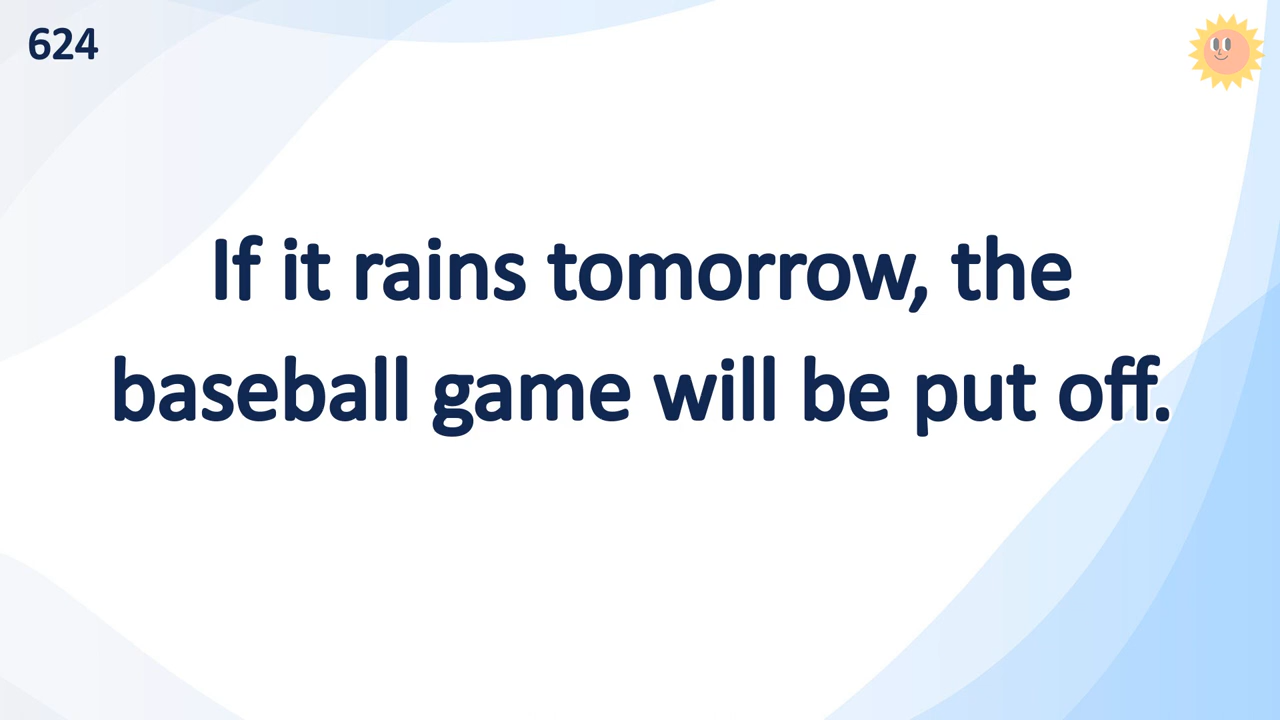 624
If it rains tomorrow, the
baseball game will be put off.